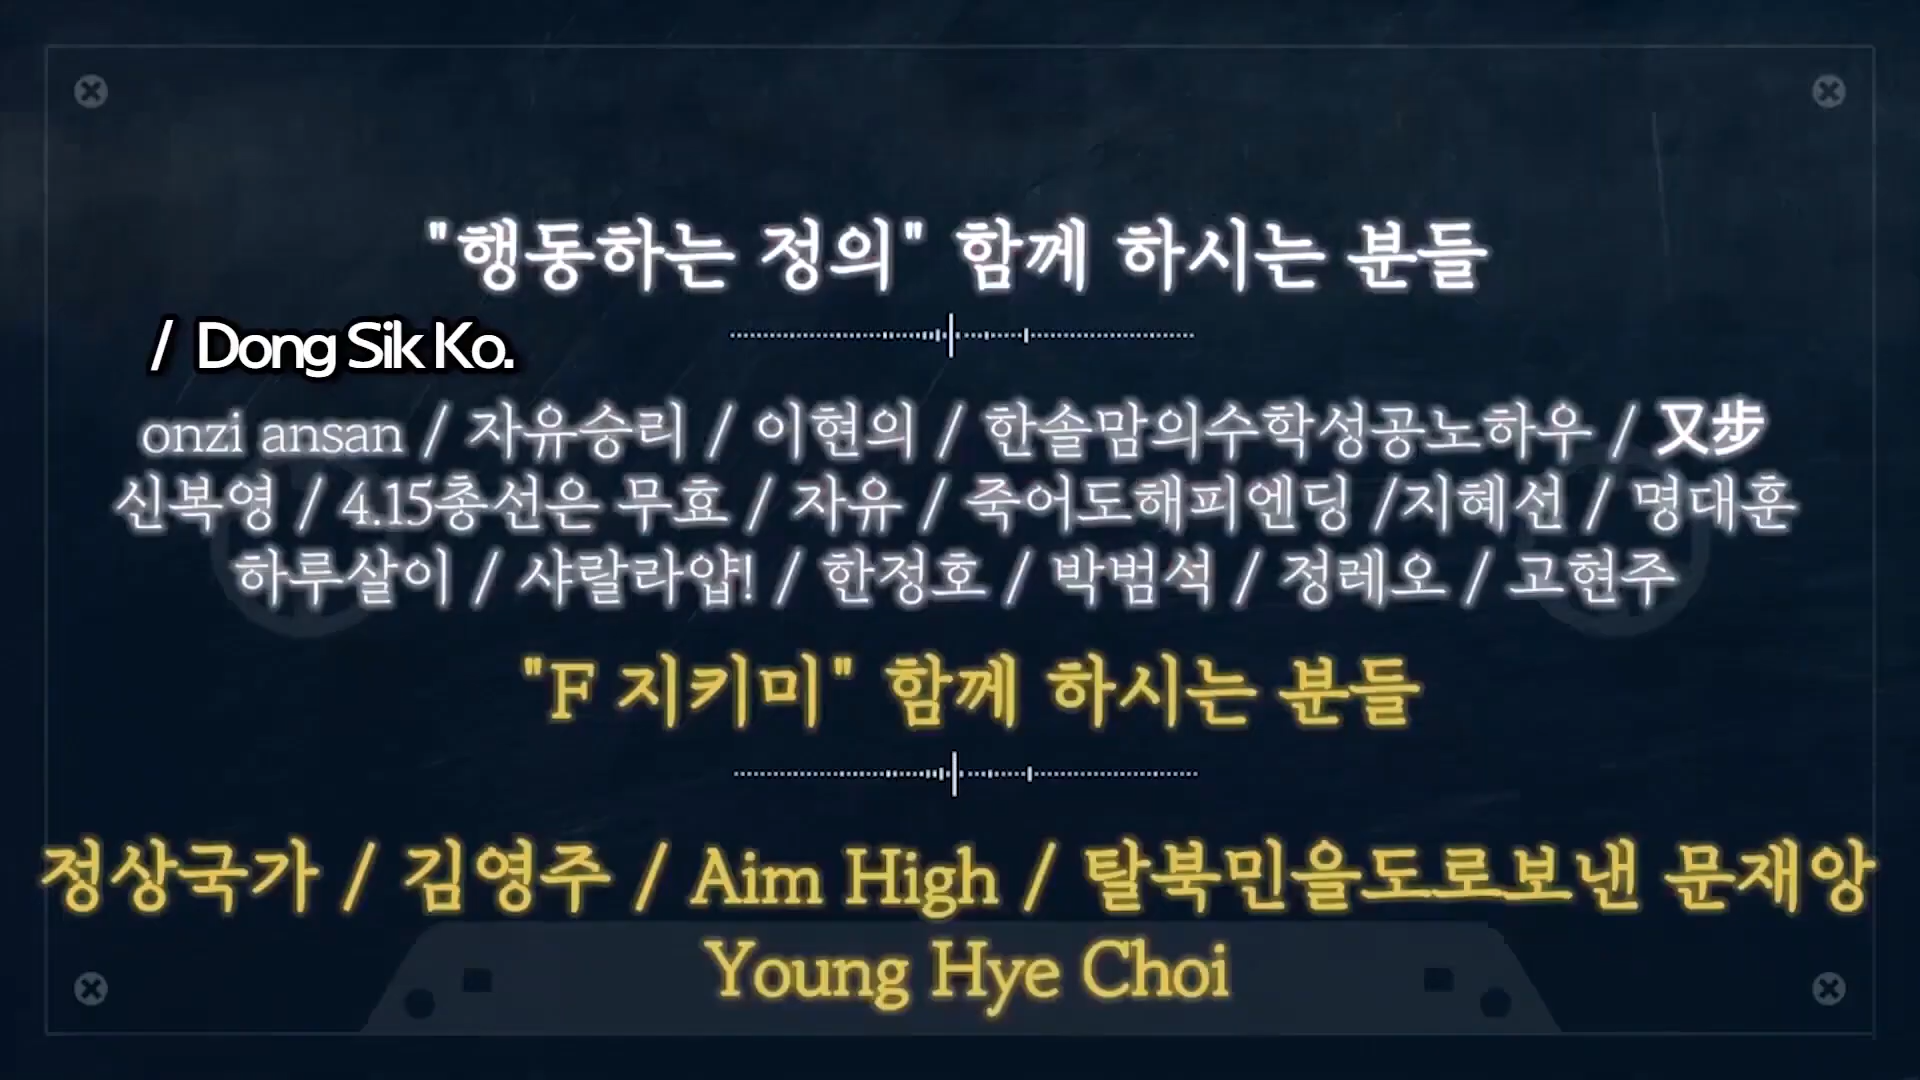 "행동하는 정의" 함께 하시는 분들
/ Dong Sik Ko.
onzi ansan / 자유승리 / 이현의 / 한솔맘의수학성공노하우 / 又步
신복영 / 4.15총선은 무효 / 자유 / 죽어도해피엔딩 /지혜선 / 명대훈
하루살이 / 샤랄라얍! / 한정호 / 박범석 / 정레오 / 고현주
"F 지키미" 함께 하시는 분들
정상국가 / 김영주 / Aim High / 탈북민을도로보낸 문재앙
Young Hye Choi